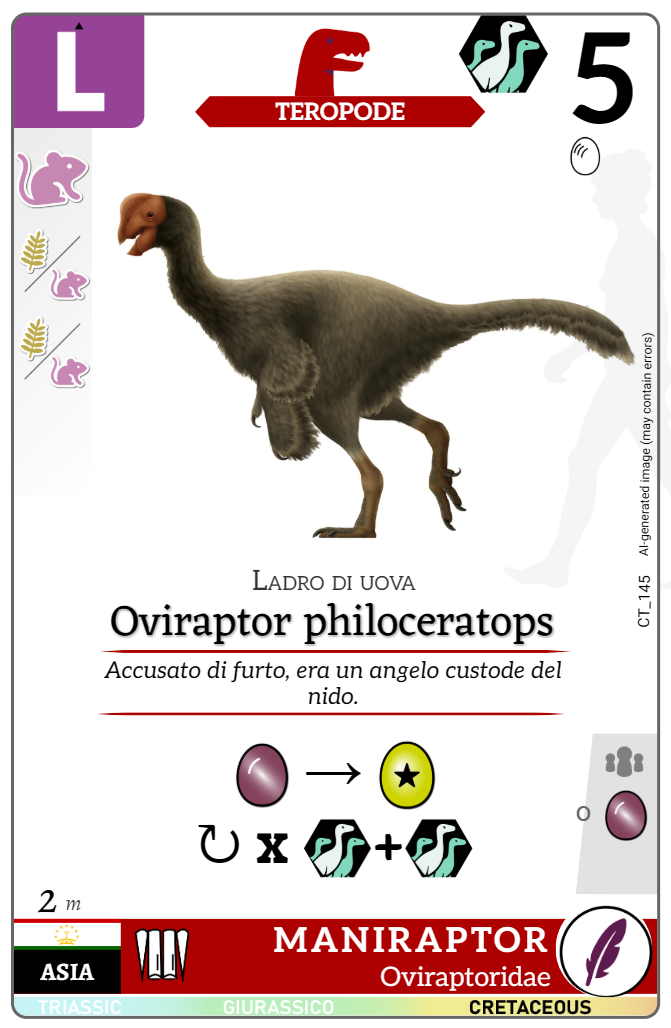 L
TEROPODE
5
AI-generated image (may contain errors)
CT_145
Ladro di uova
Oviraptor philoceratops
Accusato di furto, era un angelo custode del
nido.
x
+
O
2 m
ASIA
MANIRAPTOR
Oviraptoridae
TRIASSIC GIURASSICO CRETACEOUS